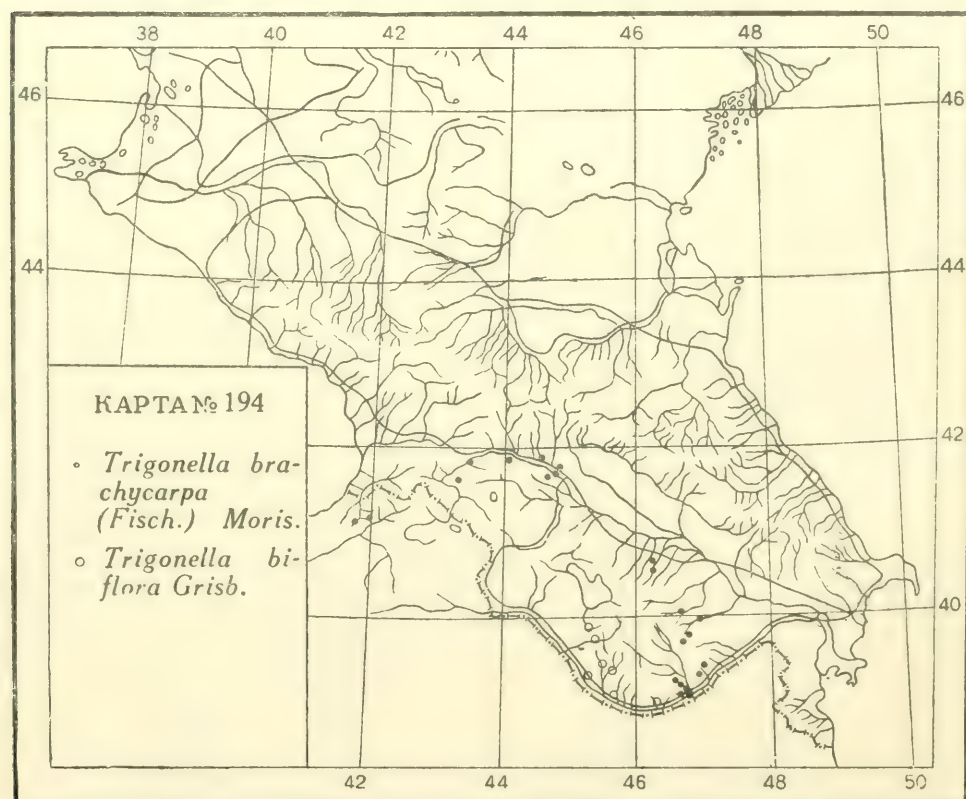 38 40 42 44 46 48 50
46 46
44 44
КАРТА № 194
Trigonella bra-
chycarpa
(Fisch.) Moris.
Trigonella bi-
flora Grisb.
42
40
42 44 46 48 50